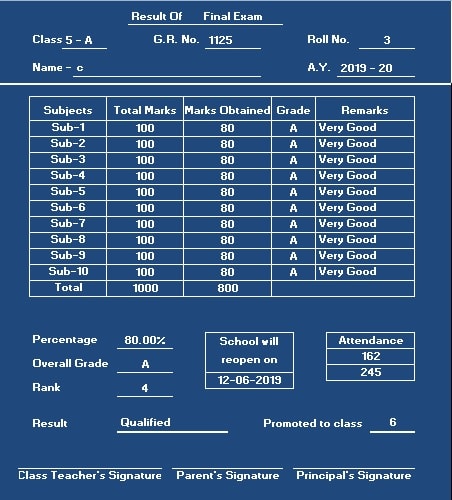 Result Of Final Exam
Class 5 - A G.R. No. 1125 Roll No. 3
Name - c A.Y. 2019 - 20
Subjects Total Marks Marks Obtained Grade Remarks
Sub-1 100 80 A Very Good
Sub-2 100 80 A Very Good
Sub-3 100 80 A Very Good
Sub-4 100 80 A Very Good
Sub-5 100 80 A Very Good
Sub-6 100 80 A Very Good
Sub-7 100 80 A Very Good
Sub-8 100 80 A Very Good
Sub-9 100 80 A Very Good
Sub-10 100 80 A Very Good
Total 1000 800
Percentage 80.00% School will Attendance
reopen on 162
Overall Grade A 245
12-06-2019
Rank 4
Result Qualified Promoted to class 6
Class Teacher's Signature Parent's Signature Principal's Signature